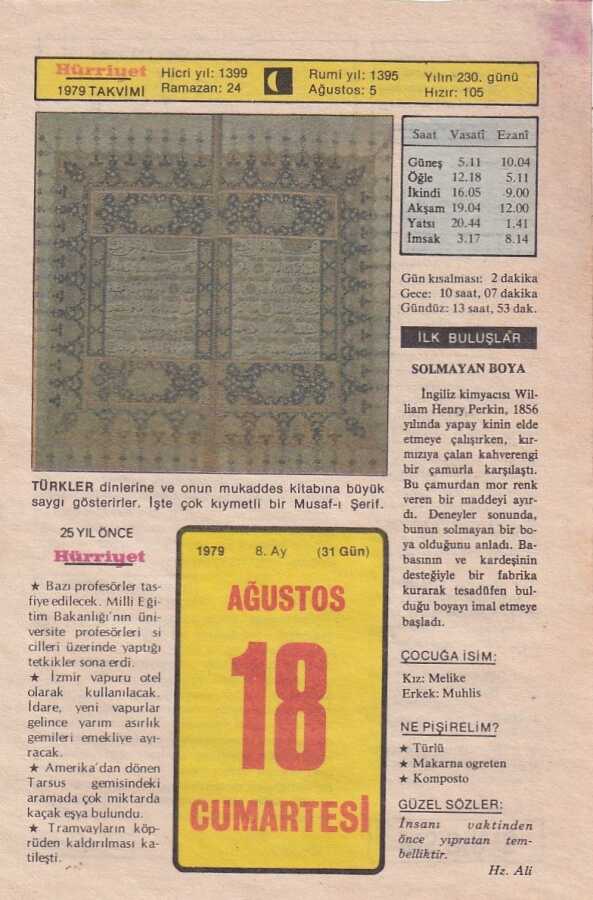 Hürriyet
1979 TAKVİMİ
Hicri yıl: 1399
Ramazan: 24
Rumi yıl: 1395
Ağustos: 5
Yılın 230. günü
Hızır: 105
Saat Vasatî Ezanî
Güneş 5.11 10.04
Öğle 12.18 5.11
İkindi 16.05 9.00
Akşam 19.04 12.00
Yatsı 20.44 1.41
İmsak 3.17 8.14
Gün kısalması: 2 dakika
Gece: 10 saat, 07 dakika
Gündüz: 13 saat, 53 dak.
İLK BULUŞLAR
SOLMAYAN BOYA
İngiliz kimyacısı Wil-
liam Henry Perkin, 1856
yılında yapay kinin elde
etmeye çalışırken, kır-
mızıya çalan kahverengi
bir çamurla karşılaştı.
Bu çamurdan mor renk
veren bir maddeyi ayır-
dı. Deneyler sonunda,
bunun solmayan bir bo-
ya olduğunu anladı. Ba-
basının ve kardeşinin
desteğiyle bir fabrika
kurarak tesadüfen bul-
duğu boyayı imal etmeye
başladı.
ÇOCUĞA İSİM:
Kız: Melike
Erkek: Muhlis
NE PİŞİRELİM?
★ Türlü
★ Makarna ogreten
★ Komposto
GÜZEL SÖZLER:
İnsanı vaktinden
önce yıpratan tem-
belliktir.
Hz. Ali
TÜRKLER dinlerine ve onun mukaddes kitabına büyük
saygı gösterirler. İşte çok kıymetli bir Musaf-ı Şerif.
25 YIL ÖNCE
Hürriyet
★ Bazı profesörler tas-
fiye edilecek. Milli Eği-
tim Bakanlığı'nın üni-
versite profesörleri si
cilleri üzerinde yaptığı
tetkikler sona erdi.
★ İzmir vapuru otel
olarak kullanılacak.
İdare, yeni vapurlar
gelince yarım asırlık
gemileri emekliye ayı-
racak.
★ Amerika'dan dönen
Tarsus gemisindeki
aramada çok miktarda
kaçak eşya bulundu.
★ Tramvayların köp-
rüden kaldırılması ka-
tileşti.
1979 8. Ay (31 Gün)
AĞUSTOS
18
CUMARTESİ